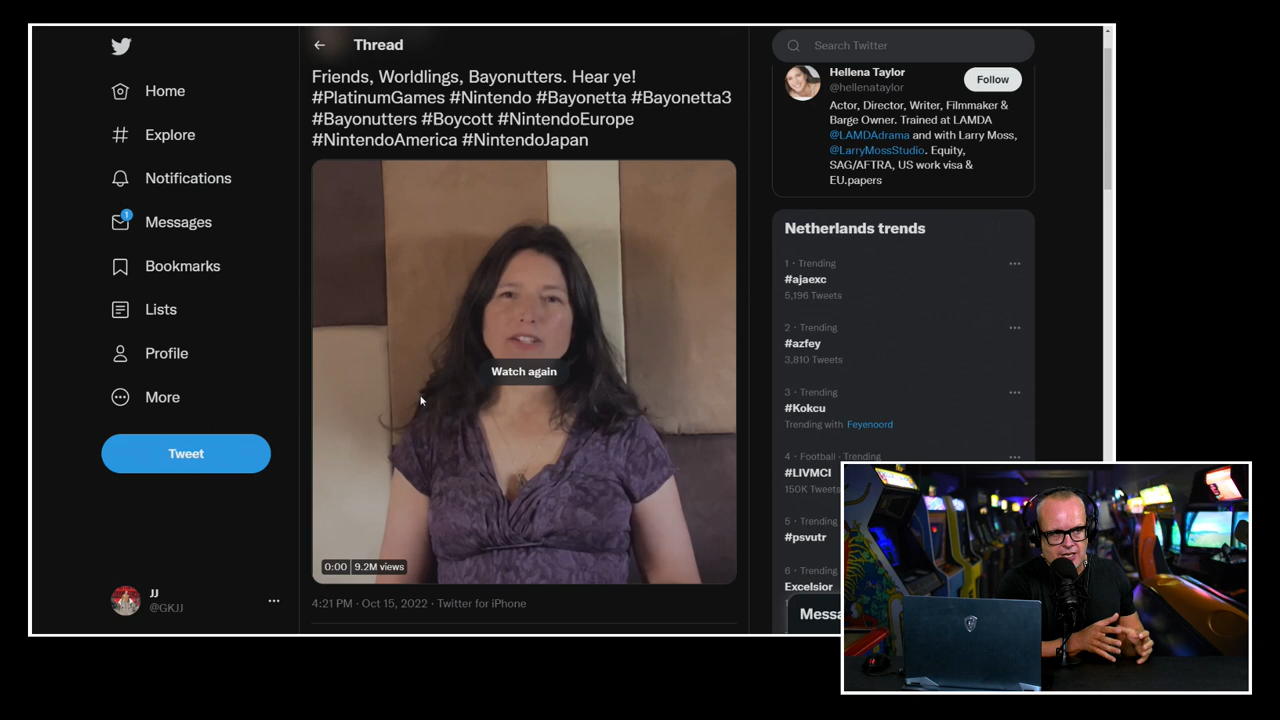 Home
Explore
Notifications
Messages
1
Bookmarks
Lists
Profile
More
Tweet
JJ
@GKJJ
Thread
Friends, Worldlings, Bayonutters. Hear ye!
#PlatinumGames #Nintendo #Bayonetta #Bayonetta3
#Bayonutters #Boycott #NintendoEurope
#NintendoAmerica #NintendoJapan
Watch again
0:00 9.2M views
4:21 PM · Oct 15, 2022 · Twitter for iPhone
Search Twitter
Hellena Taylor
@hellenataylor
Follow
Actor, Director, Writer, Filmmaker &
Barge Owner. Trained at LAMDA
@LAMDAdrama and with Larry Moss,
@LarryMossStudio. Equity,
SAG/AFTRA, US work visa &
EU.papers
Netherlands trends
1 · Trending
#ajaexc
5,196 Tweets
2 · Trending
#azfey
3,810 Tweets
3 · Trending
#Kokcu
Trending with Feyenoord
4 · Football · Trending
#LIVMCI
150K Tweets
5 · Trending
#psvutr
6 · Trending
Excelsior
Messa